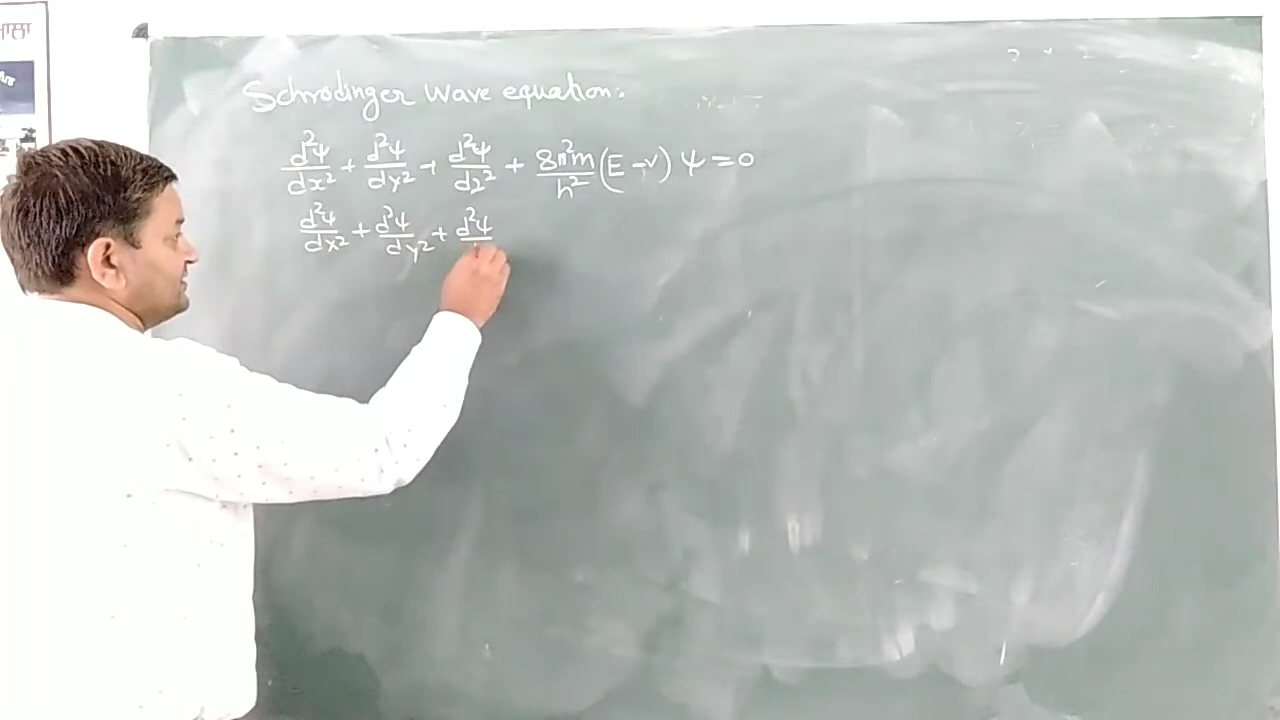 ਾਲਾ
Schrodinger Wave equation:
d²ψ/dx² + d²ψ/dy² + d²ψ/dz² + 8π²m/h² (E-v) ψ = 0
d²ψ/dx² + d²ψ/dy² + d²ψ